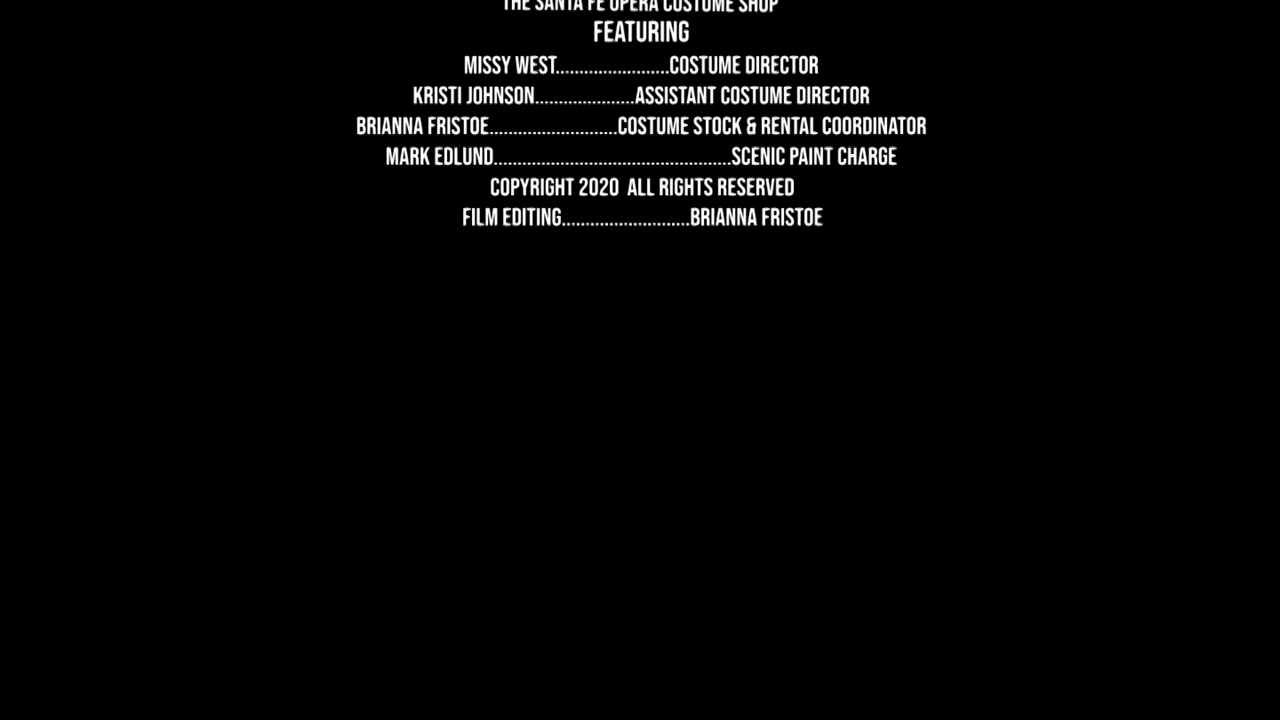 THE SANTA FE OPERA COSTUME SHOP
FEATURING
MISSY WEST........................COSTUME DIRECTOR
KRISTI JOHNSON.....................ASSISTANT COSTUME DIRECTOR
BRIANNA FRISTOE...........................COSTUME STOCK & RENTAL COORDINATOR
MARK EDLUND..................................................SCENIC PAINT CHARGE
COPYRIGHT 2020  ALL RIGHTS RESERVED
FILM EDITING...........................BRIANNA FRISTOE